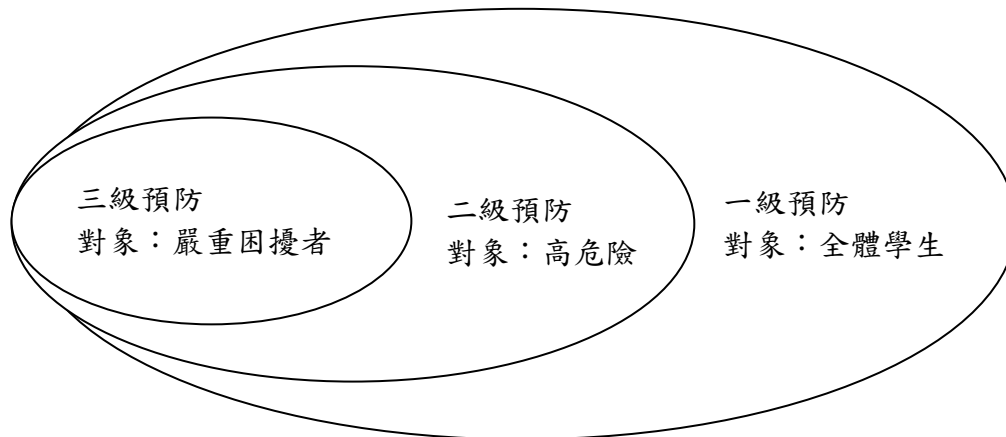 三級預防
對象：嚴重困擾者
二級預防
對象：高危險
一級預防
對象：全體學生